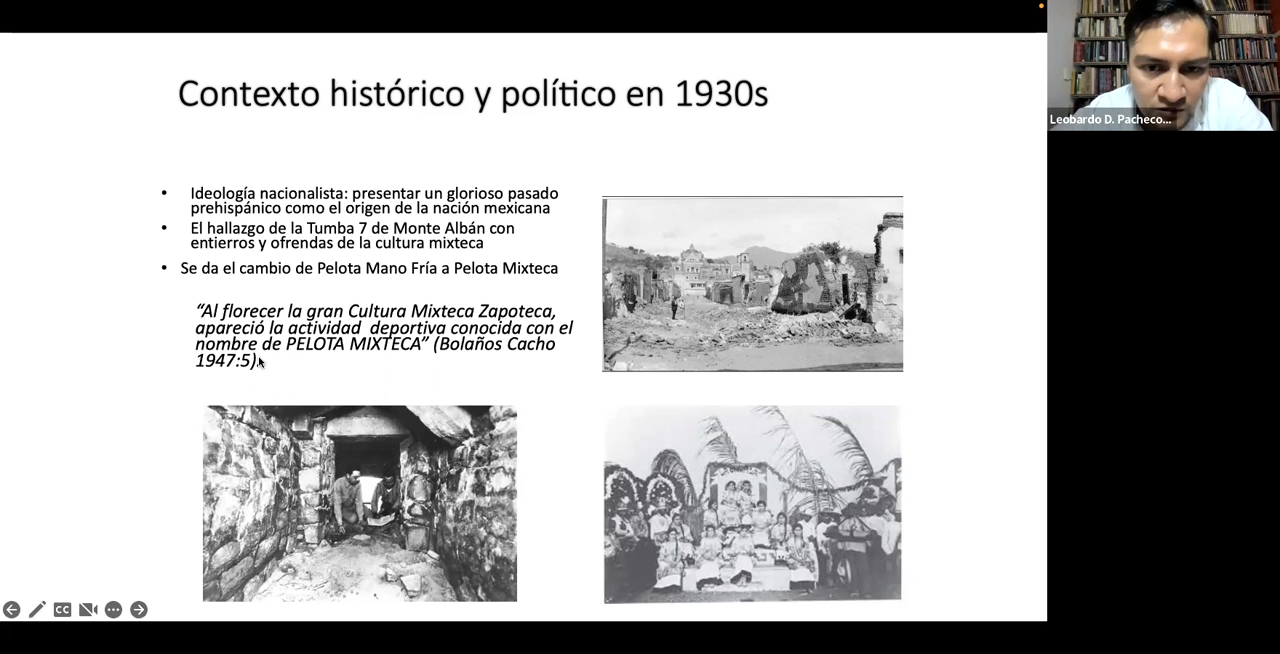 Contexto histórico y político en 1930s
Leobardo D. Pacheco...
• Ideología nacionalista: presentar un glorioso pasado
prehispánico como el origen de la nación mexicana
• El hallazgo de la Tumba 7 de Monte Albán con
entierros y ofrendas de la cultura mixteca
• Se da el cambio de Pelota Mano Fría a Pelota Mixteca
“Al florecer la gran Cultura Mixteca Zapoteca,
apareció la actividad deportiva conocida con el
nombre de PELOTA MIXTECA” (Bolaños Cacho
1947:5).
CC